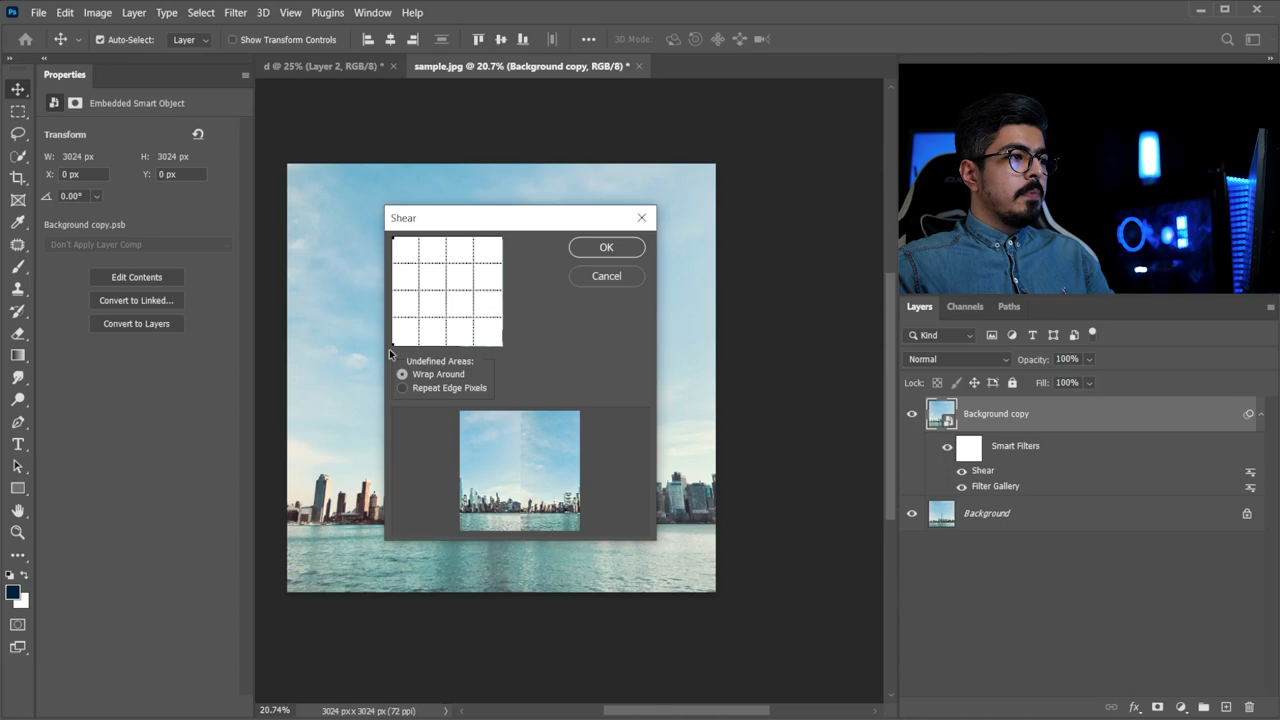 Ps File Edit Image Layer Type Select Filter 3D View Plugins Window Help
Auto-Select: Layer Show Transform Controls 3D Mode:
d @ 25% (Layer 2, RGB/8) * sample.jpg @ 20.7% (Background copy, RGB/8) *
Properties
Embedded Smart Object
Transform
W: 3024 px H: 3024 px
X: 0 px Y: 0 px
0.00°
Background copy.psb
Don't Apply Layer Comp
Edit Contents
Convert to Linked...
Convert to Layers
Shear
OK
Cancel
Undefined Areas:
Wrap Around
Repeat Edge Pixels
Layers Channels Paths
Kind
Normal Opacity: 100%
Lock: Fill: 100%
Background copy
Smart Filters
Shear
Filter Gallery
Background
20.74% 3024 px x 3024 px (72 ppi)